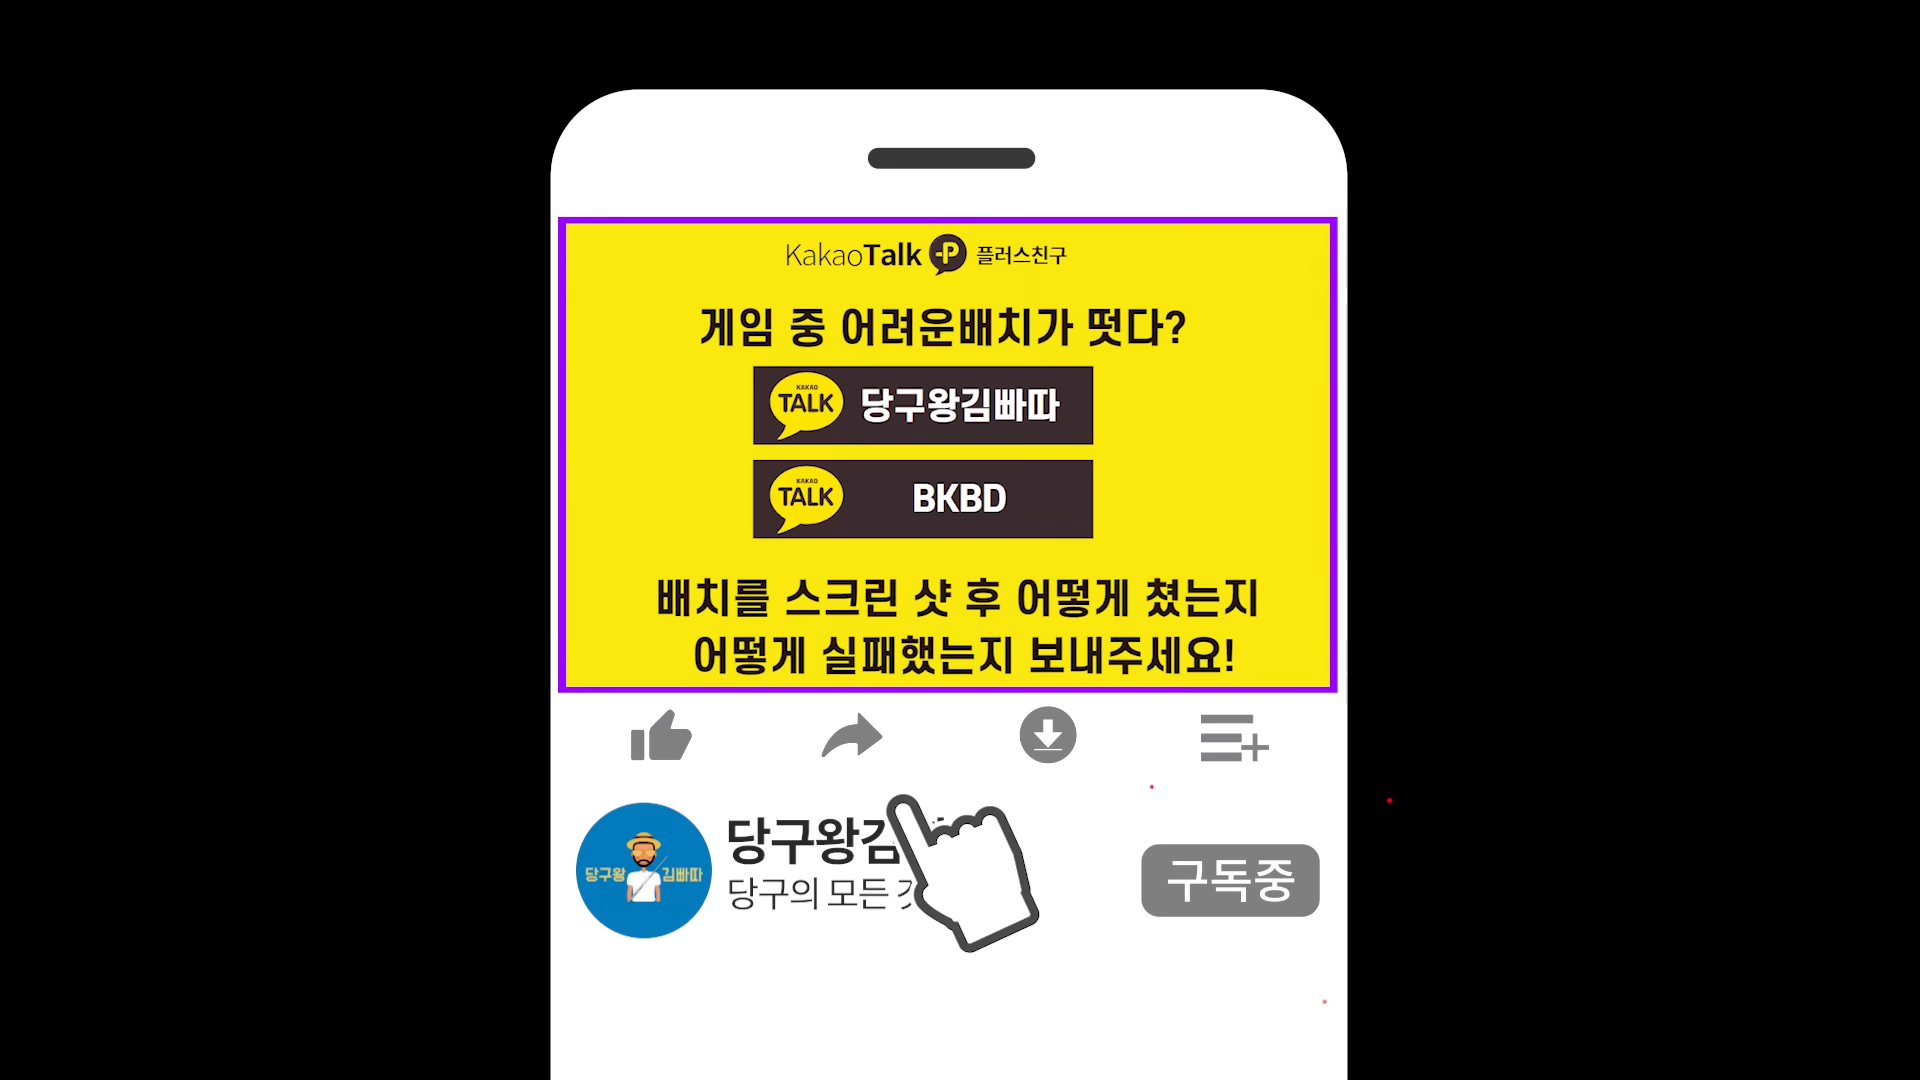 KakaoTalk P 플러스친구
게임 중 어려운배치가 떳다?
KAKAO
TALK
당구왕김빠따
KAKAO
TALK
BKBD
배치를 스크린 샷 후 어떻게 쳤는지
어떻게 실패했는지 보내주세요!
당구왕 김빠따
당구왕김
당구의 모든
구독중